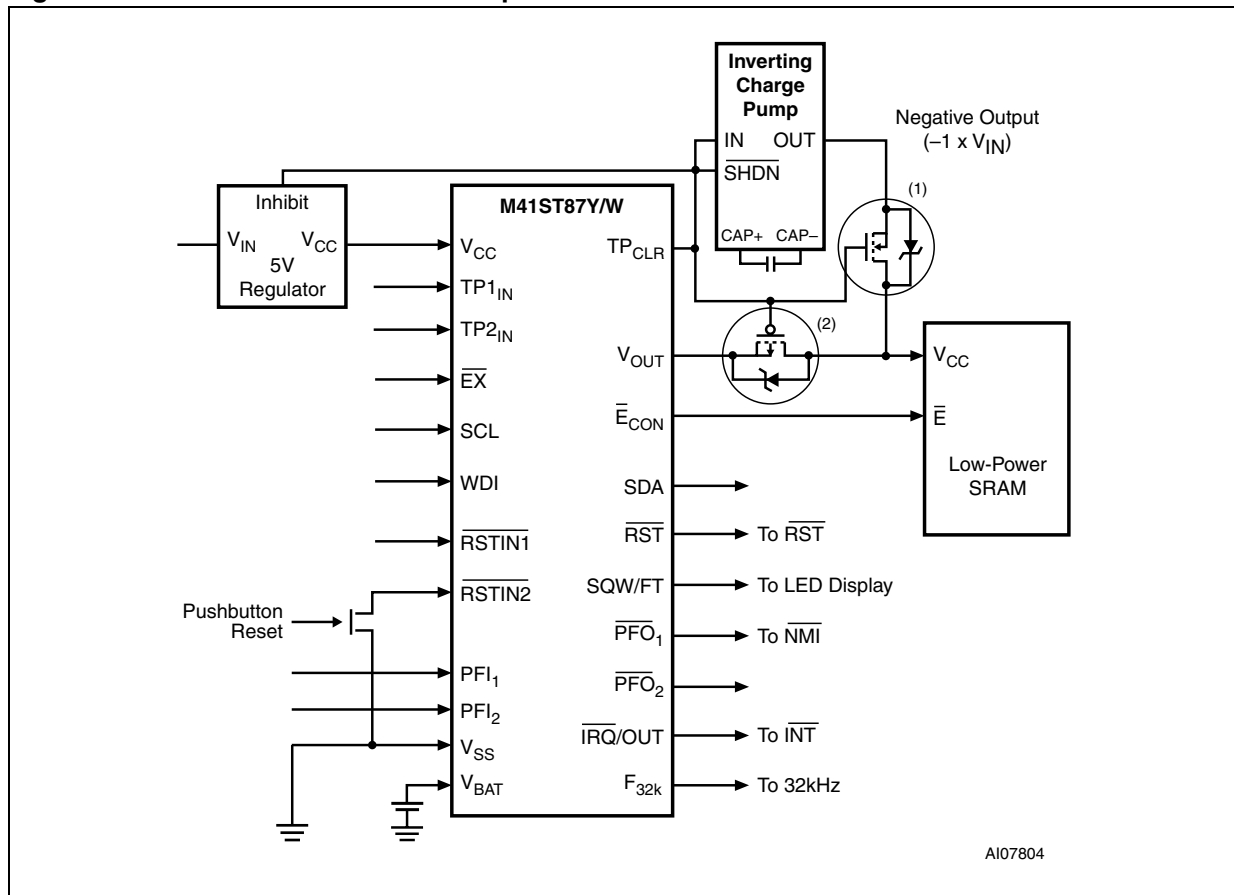 Inverting
Charge
Pump
IN OUT
SHDN
CAP+ CAP–
Negative Output
(–1 x VIN)
(1)
Inhibit
VIN VCC
5V
Regulator
M41ST87Y/W
VCC
TP1IN
TP2IN
EX
SCL
WDI
RSTIN1
RSTIN2
PFI1
PFI2
VSS
VBAT
TPCLR
VOUT
ECON
SDA
RST
SQW/FT
PFO1
PFO2
IRQ/OUT
F32k
(2)
VCC
E
Low-Power
SRAM
To RST
To LED Display
To NMI
To INT
To 32kHz
Pushbutton
Reset
AI07804